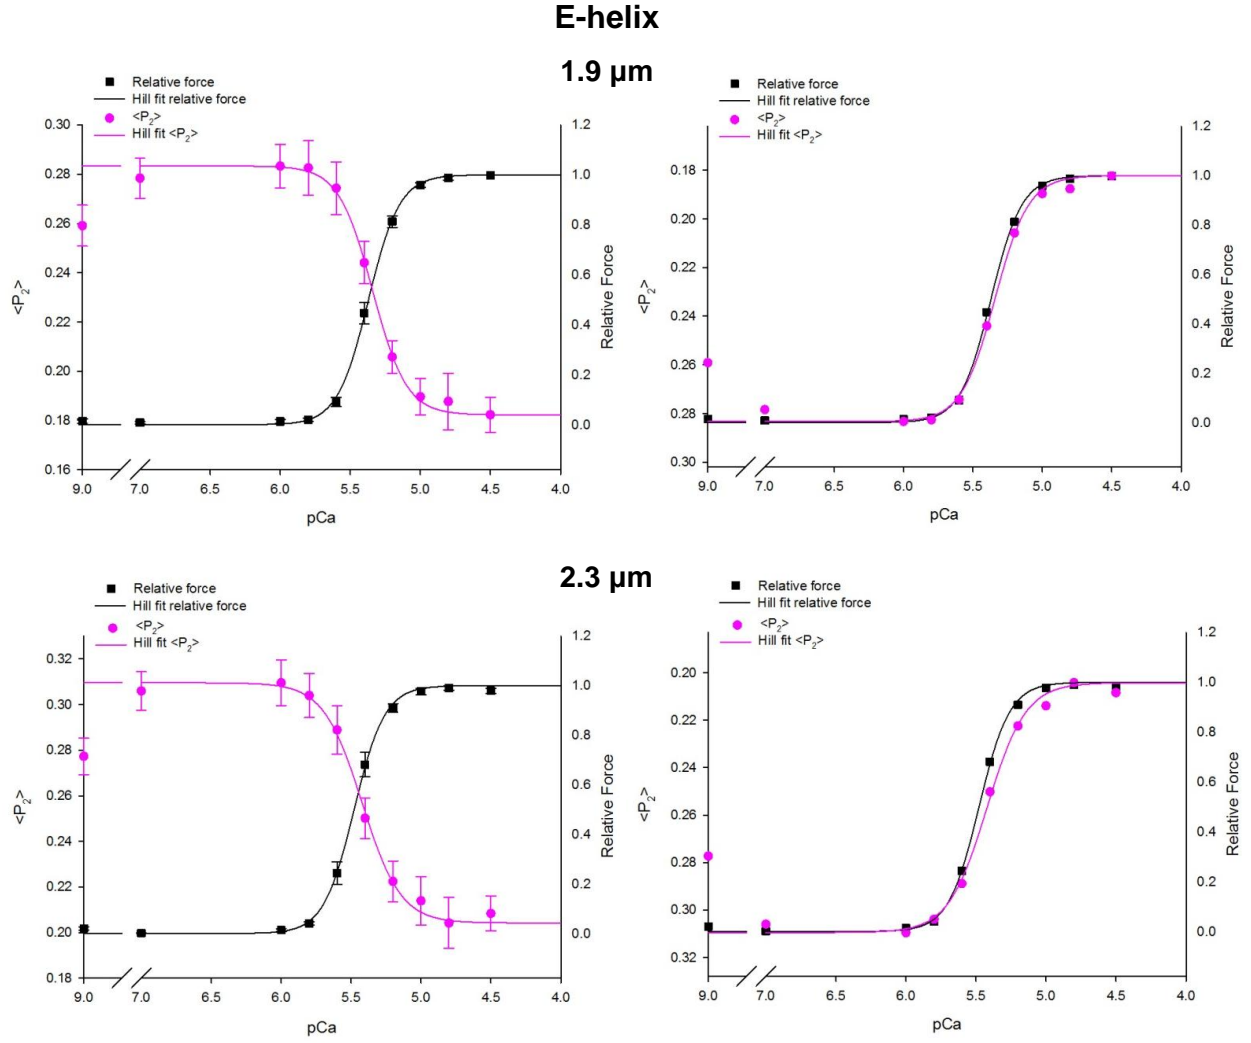 E-helix
1.9 µm
Relative force
Hill fit relative force
<P2>
Hill fit <P2>
0.30
0.28
0.26
0.24
0.22
0.20
0.18
0.16
<P2>
1.2
1.0
0.8
0.6
0.4
0.2
0.0
Relative Force
9.0 7.0 6.5 6.0 5.5 5.0 4.5 4.0
pCa
Relative force
Hill fit relative force
<P2>
Hill fit <P2>
0.18
0.20
0.22
0.24
0.26
0.28
0.30
<P2>
1.2
1.0
0.8
0.6
0.4
0.2
0.0
Relative Force
9.0 7.0 6.5 6.0 5.5 5.0 4.5 4.0
pCa
2.3 µm
Relative force
Hill fit relative force
<P2>
Hill fit <P2>
0.32
0.30
0.28
0.26
0.24
0.22
0.20
0.18
<P2>
1.2
1.0
0.8
0.6
0.4
0.2
0.0
Relative Force
9.0 7.0 6.5 6.0 5.5 5.0 4.5 4.0
pCa
Relative force
Hill fit relative force
<P2>
Hill fit <P2>
0.20
0.22
0.24
0.26
0.28
0.30
0.32
<P2>
1.2
1.0
0.8
0.6
0.4
0.2
0.0
Relative Force
9.0 7.0 6.5 6.0 5.5 5.0 4.5 4.0
pCa